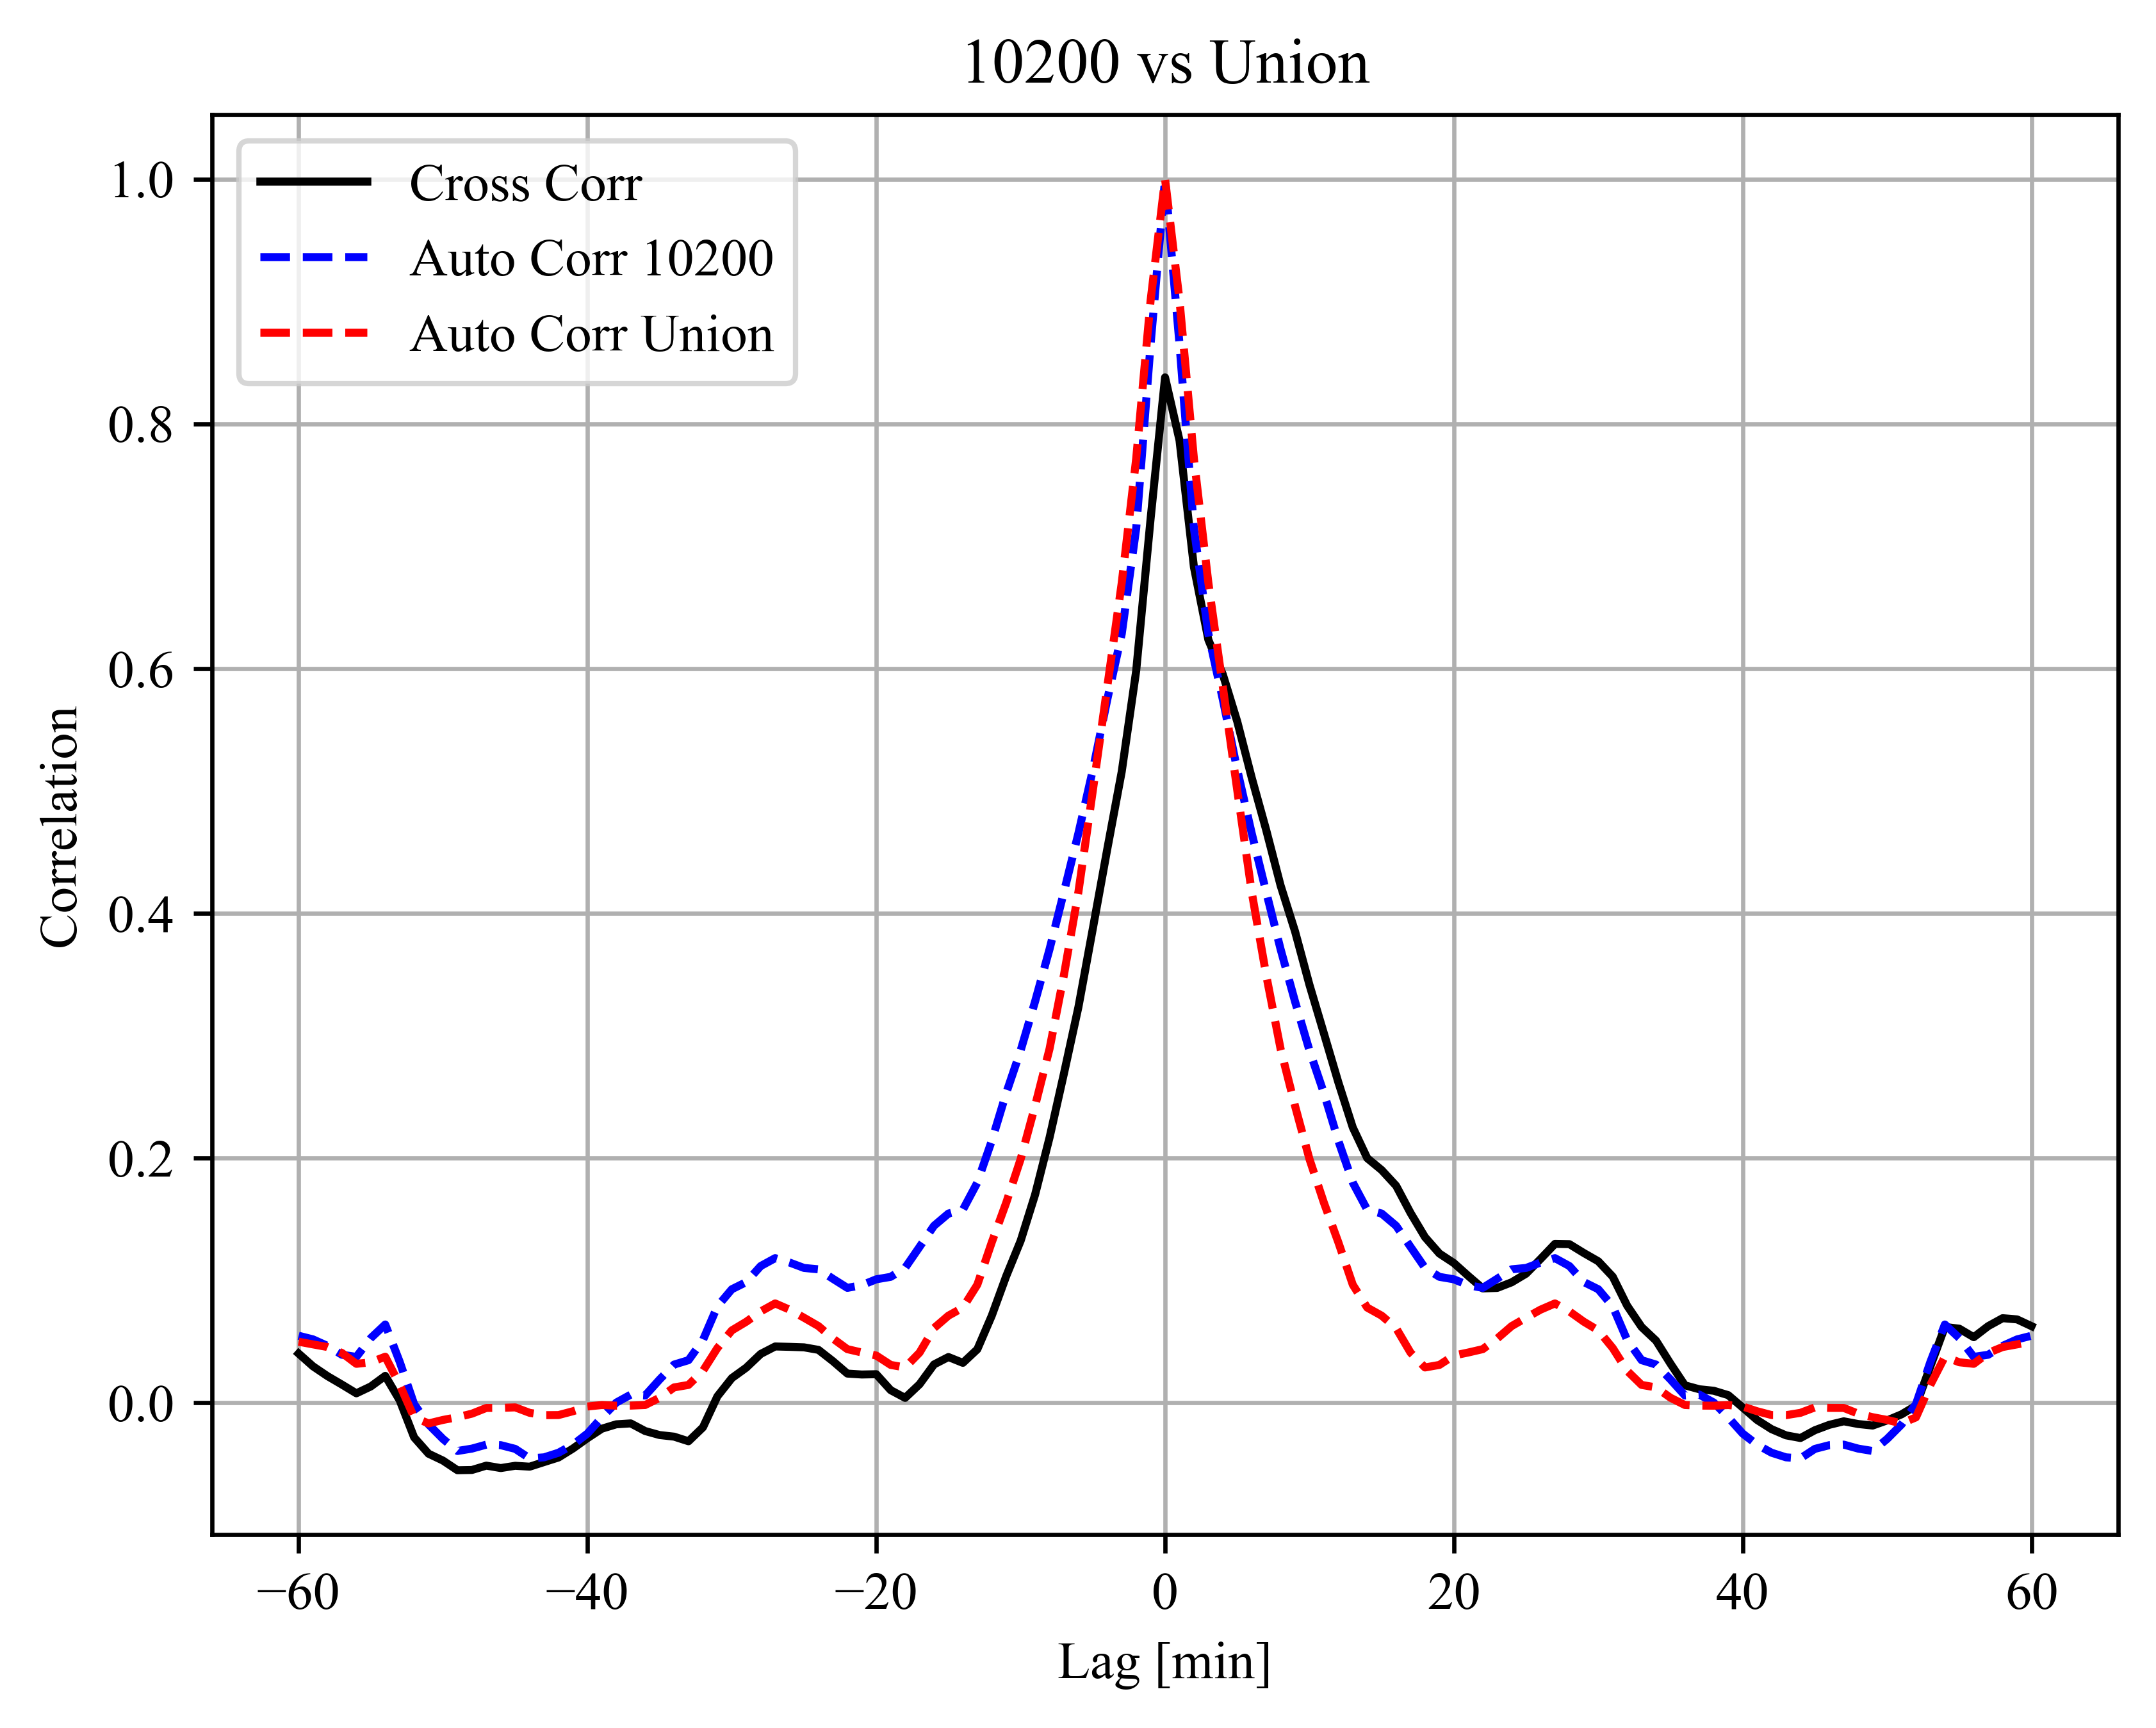 10200 vs Union
Cross Corr
Auto Corr 10200
Auto Corr Union
1.0
0.8
0.6
0.4
0.2
0.0
Correlation
−60
−40
−20
0
20
40
60
Lag [min]